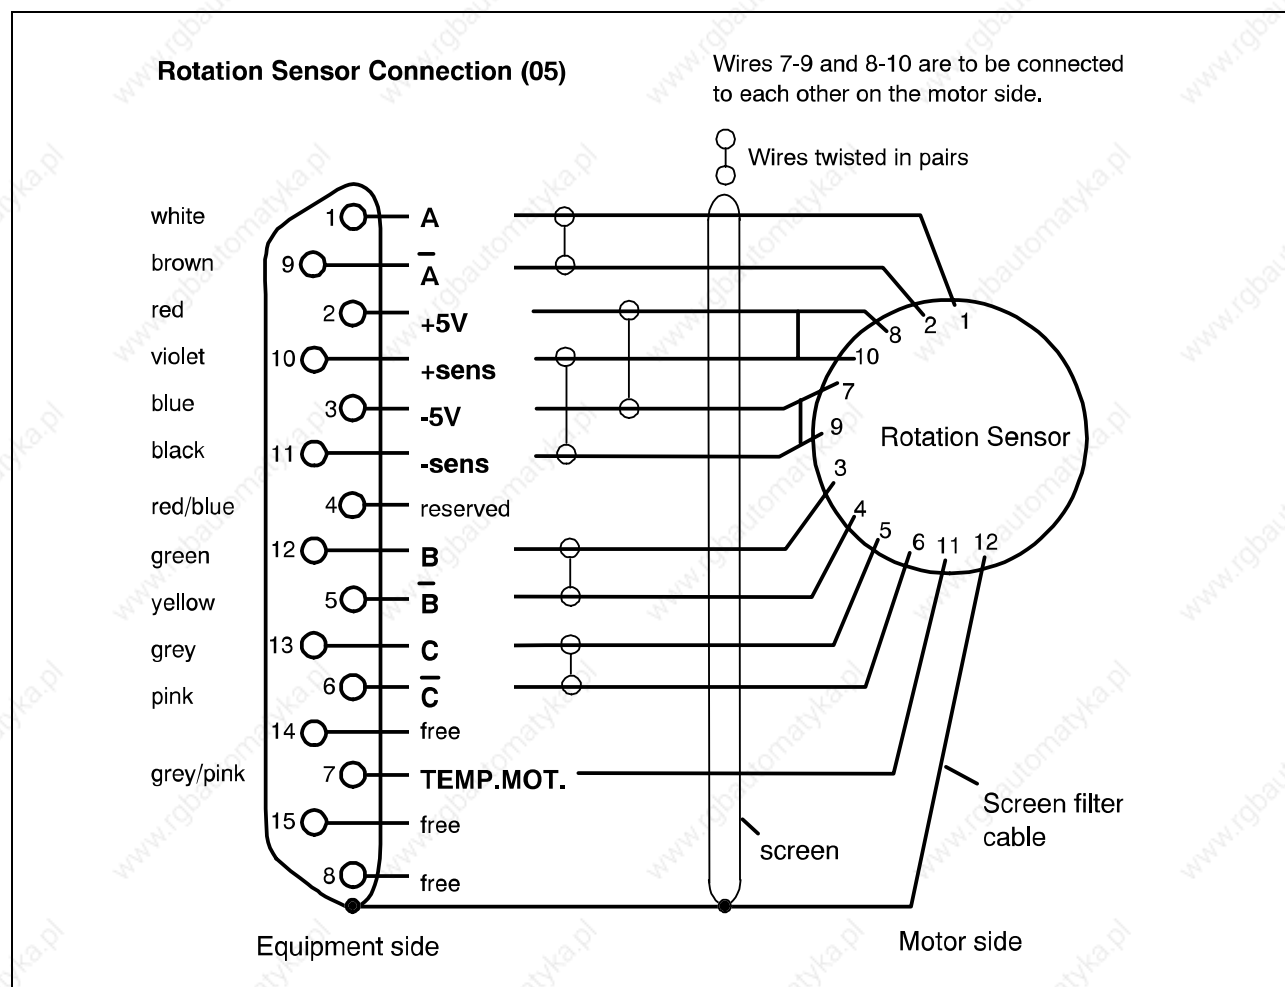 Rotation Sensor Connection (05)
Wires 7-9 and 8-10 are to be connected
to each other on the motor side.
Wires twisted in pairs
white 1 A
brown 9 A̅
red 2 +5V
violet 10 +sens
blue 3 -5V
black 11 -sens
red/blue 4 reserved
green 12 B
yellow 5 B̅
grey 13 C
pink 6 C̅
14 free
grey/pink 7 TEMP.MOT.
15 free
8 free
1
2
8
10
7
9
Rotation Sensor
3
4
5
6
11
12
Screen filter
cable
screen
Equipment side
Motor side
www.rgbautomatyka.pl